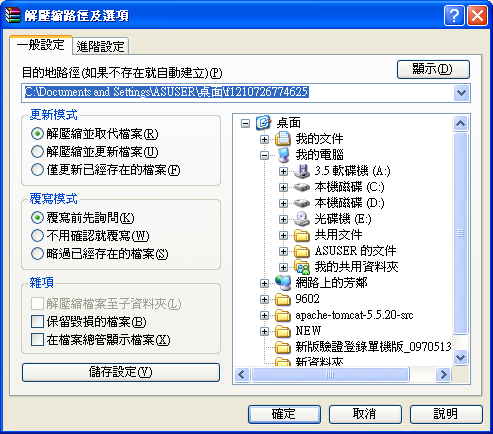 解壓縮路徑及選項
一般設定 進階設定
目的地路徑(如果不存在就自動建立)(P)
顯示(D)
C:\Documents and Settings\ASUSER\桌面\f1210726774625
更新模式
解壓縮並取代檔案(R)
解壓縮並更新檔案(U)
僅更新已經存在的檔案(F)
覆寫模式
覆寫前先詢問(K)
不用確認就覆寫(W)
略過已經存在的檔案(S)
雜項
解壓縮檔案至子資料夾(L)
保留毀損的檔案(B)
在檔案總管顯示檔案(X)
儲存設定(V)
桌面
我的文件
我的電腦
3.5 軟碟機 (A:)
本機磁碟 (C:)
本機磁碟 (D:)
光碟機 (E:)
共用文件
ASUSER 的文件
我的共用資料夾
網路上的芳鄰
9602
apache-tomcat-5.5.20-src
NEW
新版驗證登錄單機版_0970513
新資料夾
確定 取消 說明